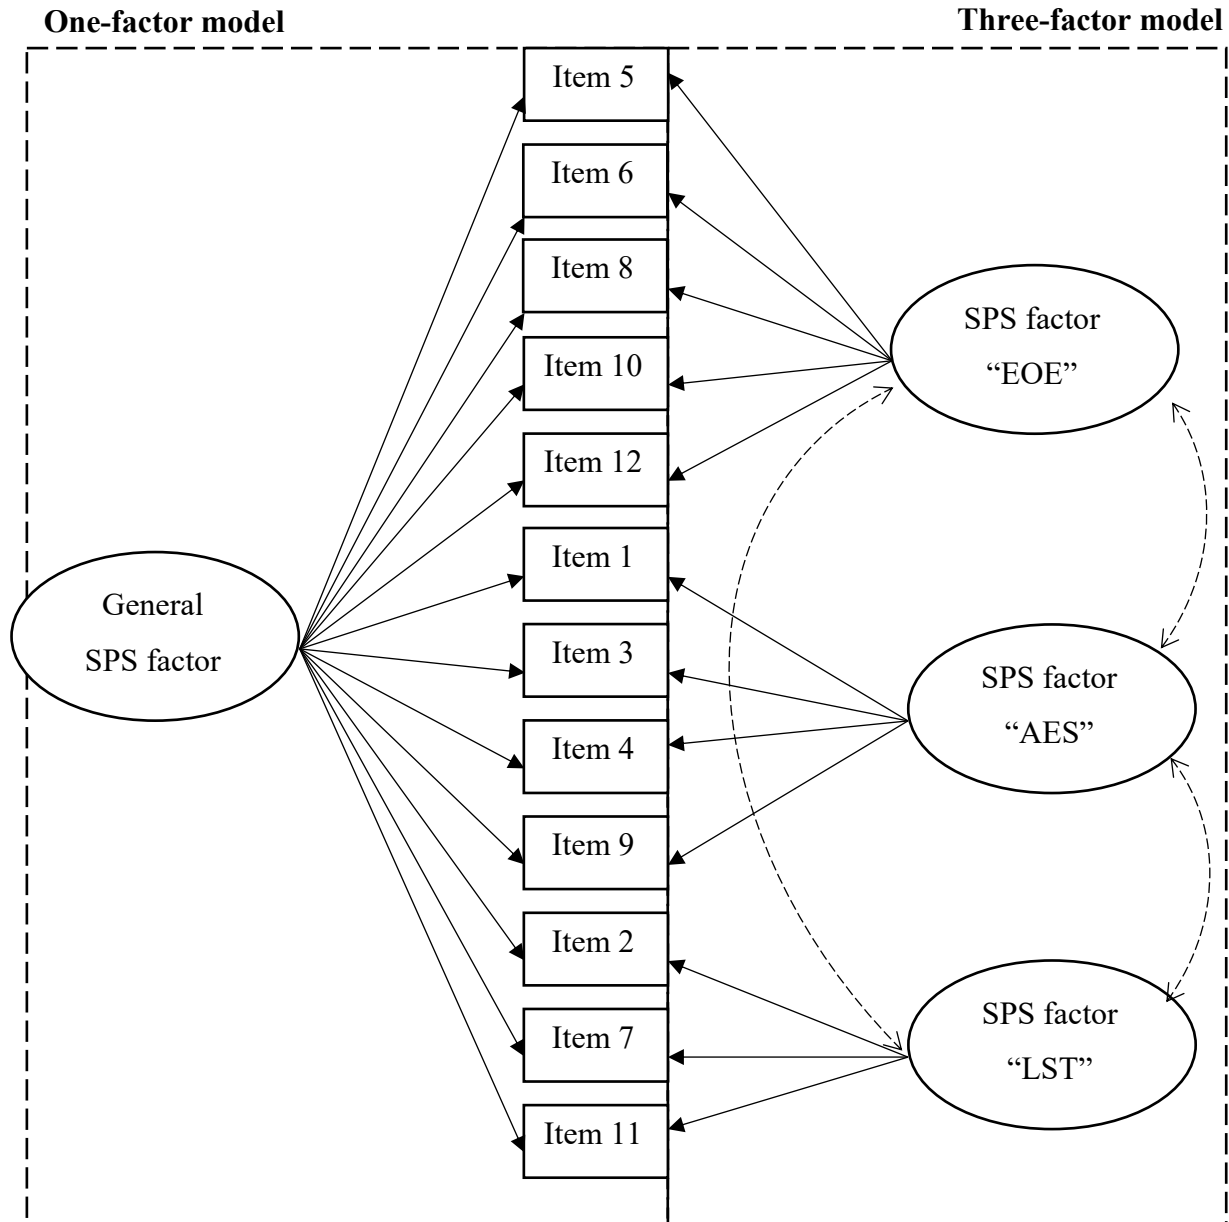 One-factor model
Three-factor model
Item 5
Item 6
Item 8
Item 10
Item 12
Item 1
Item 3
Item 4
Item 9
Item 2
Item 7
Item 11
General
SPS factor
SPS factor
“EOE”
SPS factor
“AES”
SPS factor
“LST”